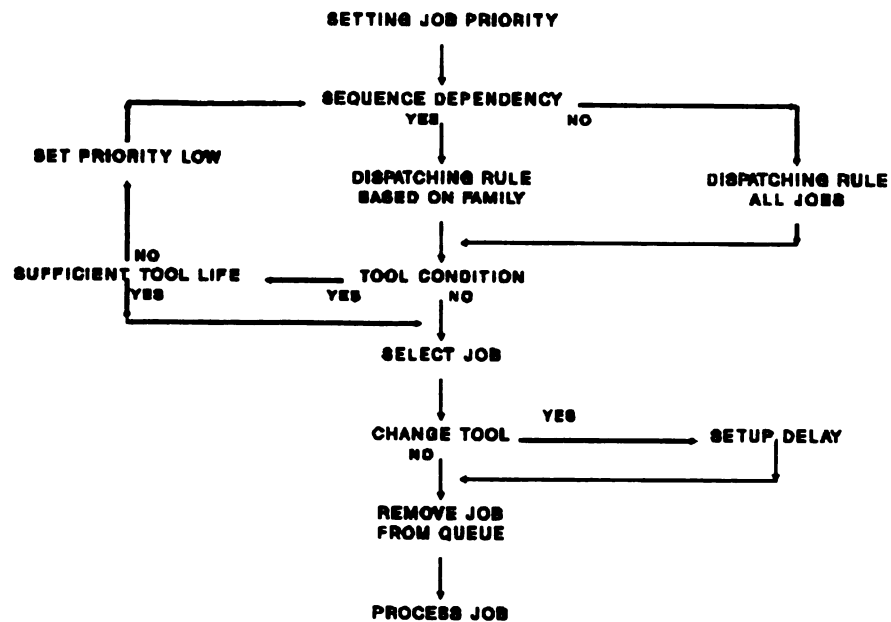 SETTING JOB PRIORITY
SEQUENCE DEPENDENCY
YES
NO
SET PRIORITY LOW
DISPATCHING RULE
BASED ON FAMILY
DISPATCHING RULE
ALL JOBS
NO
SUFFICIENT TOOL LIFE
YES
YES
TOOL CONDITION
NO
SELECT JOB
YES
CHANGE TOOL
NO
SETUP DELAY
REMOVE JOB
FROM QUEUE
PROCESS JOB